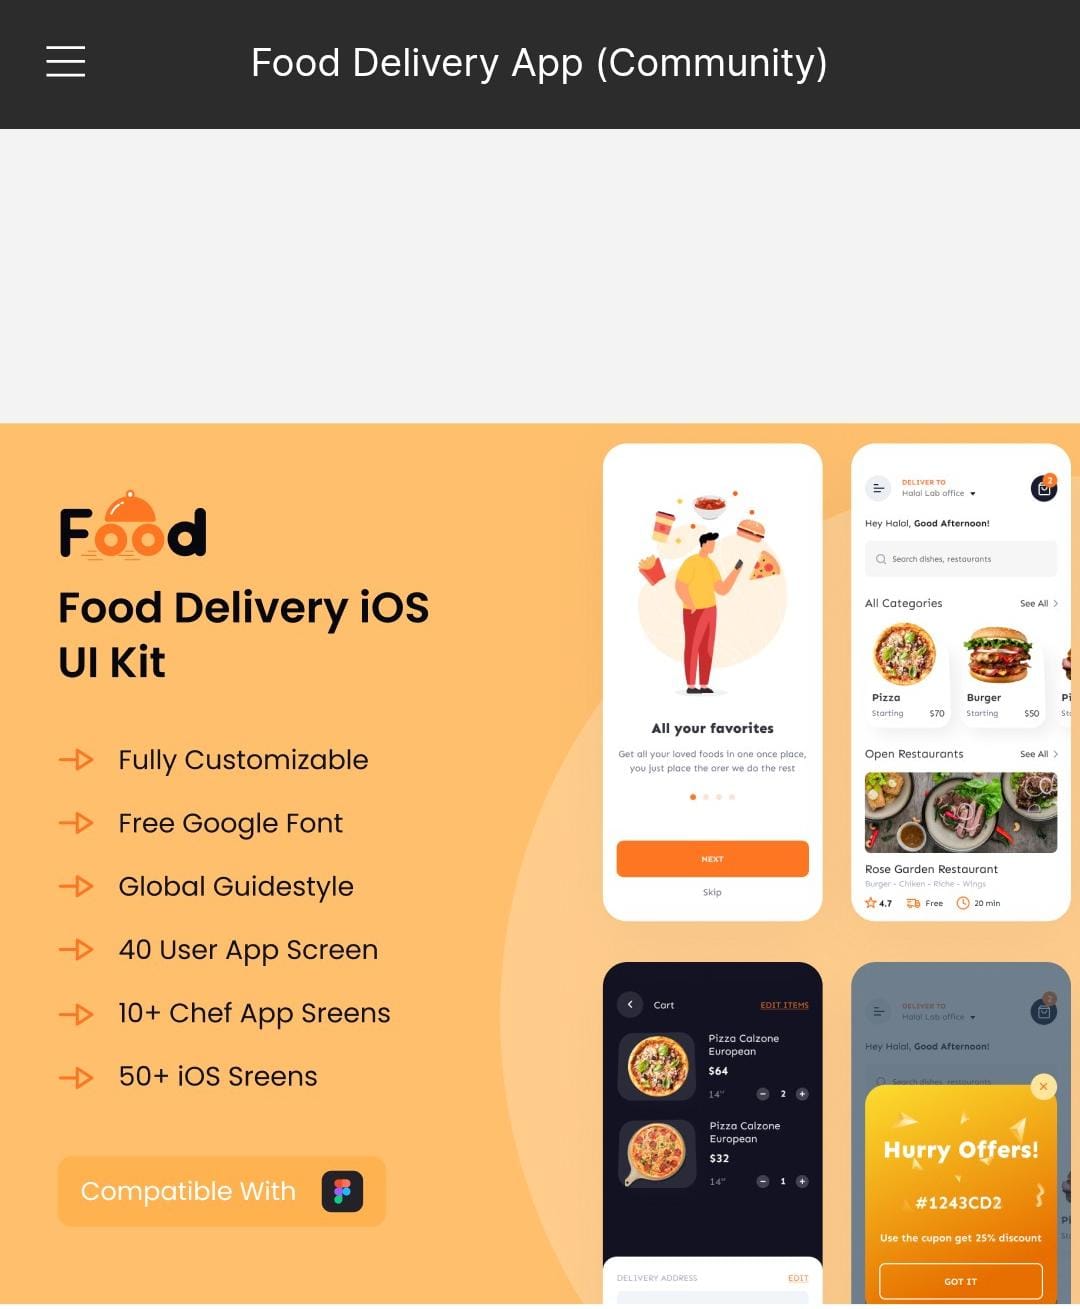 Food Delivery App (Community)
Food
Food Delivery iOS
UI Kit
Fully Customizable
Free Google Font
Global Guidestyle
40 User App Screen
10+ Chef App Sreens
50+ iOS Sreens
Compatible With
All your favorites
Get all your loved foods in one once place,
you just place the orer we do the rest
NEXT
Skip
DELIVER TO
Halal Lab office
2
Hey Halal, Good Afternoon!
Search dishes, restaurants
All Categories See All
Pizza Burger Pi
Starting $70 Starting $50 St
Open Restaurants See All
Rose Garden Restaurant
Burger - Chiken - Riche - Wings
4.7 Free 20 min
Cart EDIT ITEMS
Pizza Calzone
European
$64
14" 2
Pizza Calzone
European
$32
14" 1
DELIVERY ADDRESS EDIT
DELIVER TO
Halal Lab office
2
Hey Halal, Good Afternoon!
Search dishes, restaurants
Hurry Offers!
#1243CD2
Use the cupon get 25% discount
GOT IT